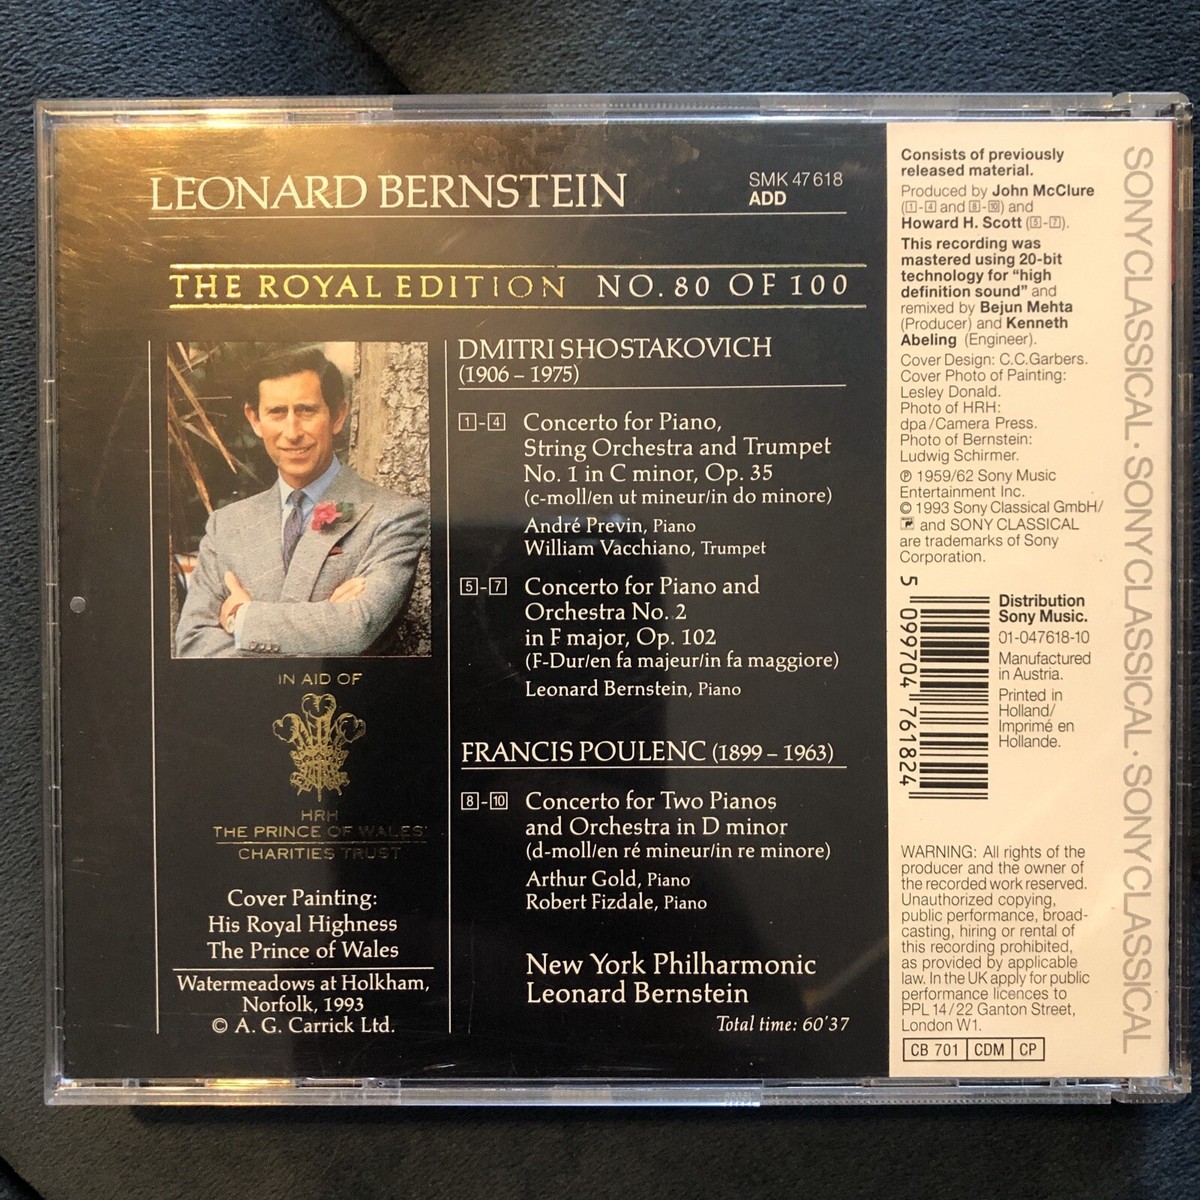 LEONARD BERNSTEIN
SMK 47618
ADD
THE ROYAL EDITION NO. 80 OF 100
IN AID OF
HRH
THE PRINCE OF WALES'
CHARITIES TRUST
Cover Painting:
His Royal Highness
The Prince of Wales
Watermeadows at Holkham,
Norfolk, 1993
© A. G. Carrick Ltd.
DMITRI SHOSTAKOVICH
(1906 – 1975)
1-4 Concerto for Piano,
String Orchestra and Trumpet
No. 1 in C minor, Op. 35
(c-moll/en ut mineur/in do minore)
André Previn, Piano
William Vacchiano, Trumpet
5-7 Concerto for Piano and
Orchestra No. 2
in F major, Op. 102
(F-Dur/en fa majeur/in fa maggiore)
Leonard Bernstein, Piano
FRANCIS POULENC (1899 – 1963)
8-10 Concerto for Two Pianos
and Orchestra in D minor
(d-moll/en ré mineur/in re minore)
Arthur Gold, Piano
Robert Fizdale, Piano
New York Philharmonic
Leonard Bernstein
Total time: 60'37
Consists of previously
released material.
Produced by John McClure
(1-4 and 8-10) and
Howard H. Scott (5-7).
This recording was
mastered using 20-bit
technology for "high
definition sound" and
remixed by Bejun Mehta
(Producer) and Kenneth
Abeling (Engineer).
Cover Design: C.C.Garbers.
Cover Photo of Painting:
Lesley Donald.
Photo of HRH:
dpa/Camera Press.
Photo of Bernstein:
Ludwig Schirmer.
℗ 1959/62 Sony Music
Entertainment Inc.
© 1993 Sony Classical GmbH/
and SONY CLASSICAL
are trademarks of Sony
Corporation.
5 099704 761824
Distribution
Sony Music.
01-047618-10
Manufactured
in Austria.
Printed in
Holland/
Imprimé en
Hollande.
WARNING: All rights of the
producer and the owner of
the recorded work reserved.
Unauthorized copying,
public performance, broad-
casting, hiring or rental of
this recording prohibited,
as provided by applicable
law. In the UK apply for public
performance licences to
PPL 14/22 Ganton Street,
London W1.
CB 701 CDM CP
SONY CLASSICAL · SONY CLASSICAL · SONY CLASSICAL · SONY CLASSICAL